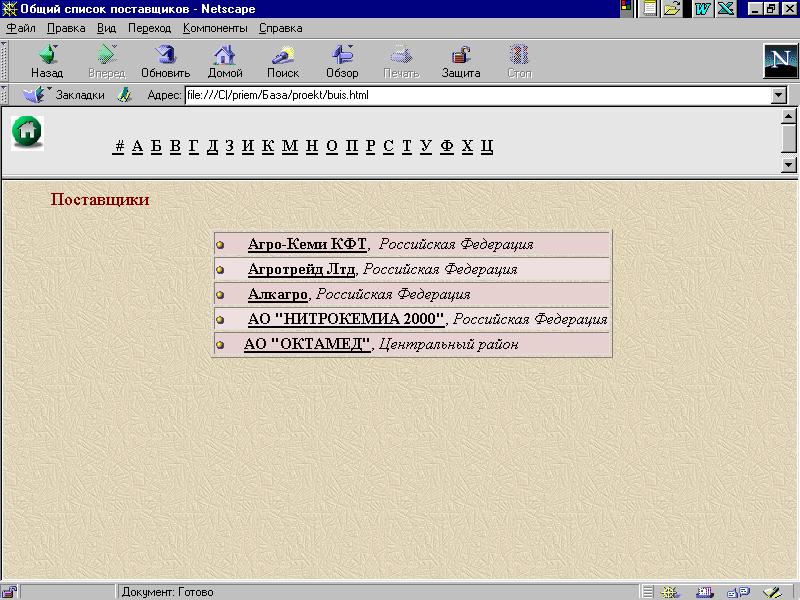 Общий список поставщиков - Netscape
Файл Правка Вид Переход Компоненты Справка
Назад Вперед Обновить Домой Поиск Обзор Печать Защита Стоп
N
Закладки Адрес: file:///C|/priem/База/proekt/buis.html
# А Б В Г Д З И К М Н О П Р С Т У Ф Х Ц
Поставщики
Агро-Кеми КФТ, Российская Федерация
Агротрейд Лтд, Российская Федерация
Алкагро, Российская Федерация
АО "НИТРОКЕМИА 2000", Российская Федерация
АО "ОКТАМЕД", Центральный район
Документ: Готово